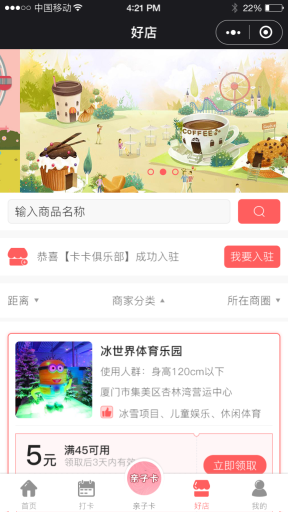 中国移动
4:21 PM
22%
好店
COFFEE
输入商品名称
恭喜【卡卡俱乐部】成功入驻
我要入驻
距离
商家分类
所在商圈
冰世界体育乐园
使用人群：身高120cm以下
厦门市集美区杏林湾营运中心
冰雪项目、儿童娱乐、休闲体育
5元
满45可用
领取后3天内有效
立即领取
亲子卡
首页
打卡
亲子卡
好店
我的